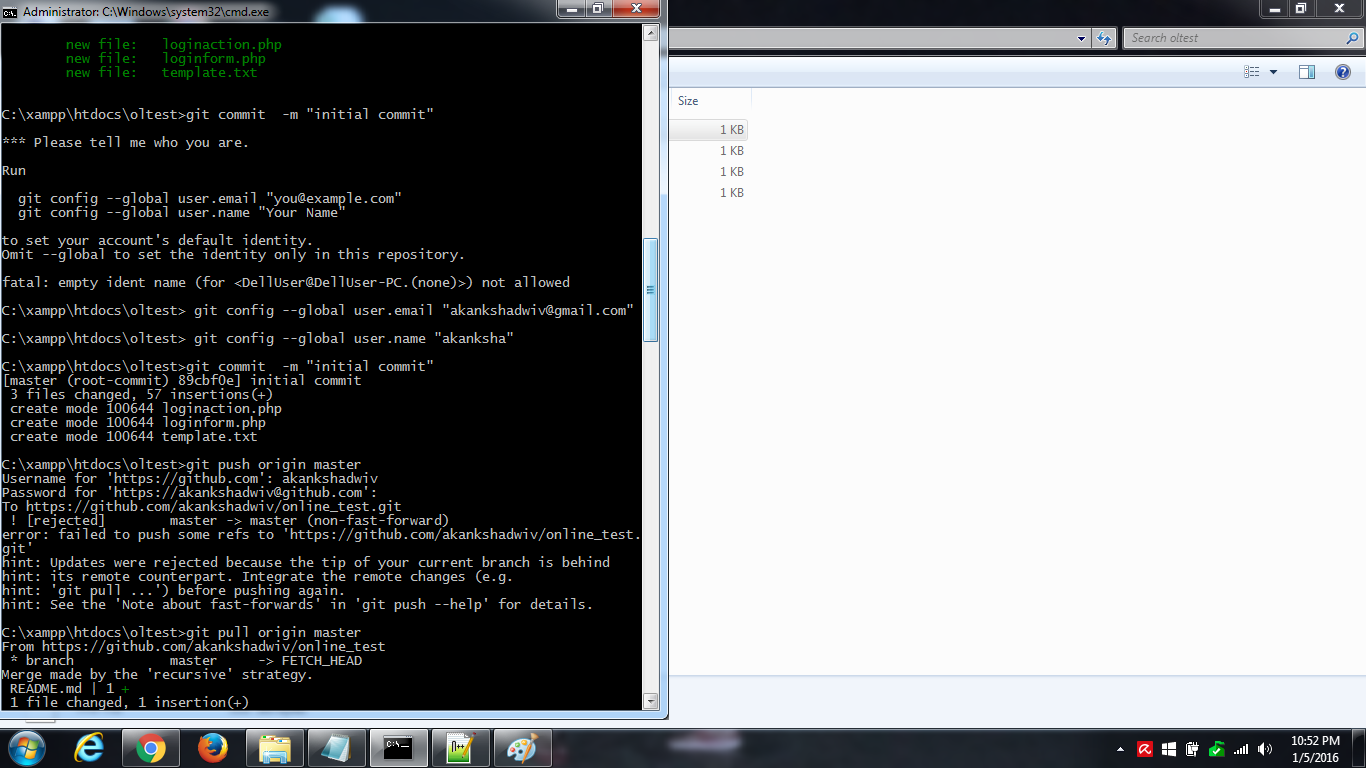 Administrator: C:\Windows\system32\cmd.exe
new file:   loginaction.php
new file:   loginform.php
new file:   template.txt
C:\xampp\htdocs\oltest>git commit  -m "initial commit"
*** Please tell me who you are.
Run
git config --global user.email "you@example.com"
git config --global user.name "Your Name"
to set your account's default identity.
Omit --global to set the identity only in this repository.
fatal: empty ident name (for <DellUser@DellUser-PC.(none)>) not allowed
C:\xampp\htdocs\oltest> git config --global user.email "akankshadwiv@gmail.com"
C:\xampp\htdocs\oltest> git config --global user.name "akanksha"
C:\xampp\htdocs\oltest>git commit  -m "initial commit"
[master (root-commit) 89cbf0e] initial commit
3 files changed, 57 insertions(+)
create mode 100644 loginaction.php
create mode 100644 loginform.php
create mode 100644 template.txt
C:\xampp\htdocs\oltest>git push origin master
Username for 'https://github.com': akankshadwiv
Password for 'https://akankshadwiv@github.com':
To https://github.com/akankshadwiv/online_test.git
! [rejected]        master -> master (non-fast-forward)
error: failed to push some refs to 'https://github.com/akankshadwiv/online_test.
git'
hint: Updates were rejected because the tip of your current branch is behind
hint: its remote counterpart. Integrate the remote changes (e.g.
hint: 'git pull ...') before pushing again.
hint: See the 'Note about fast-forwards' in 'git push --help' for details.
C:\xampp\htdocs\oltest>git pull origin master
From https://github.com/akankshadwiv/online_test
* branch            master     -> FETCH_HEAD
Merge made by the 'recursive' strategy.
README.md | 1 +
1 file changed, 1 insertion(+)
Search oltest
Size
1 KB
1 KB
1 KB
1 KB
10:52 PM
1/5/2016